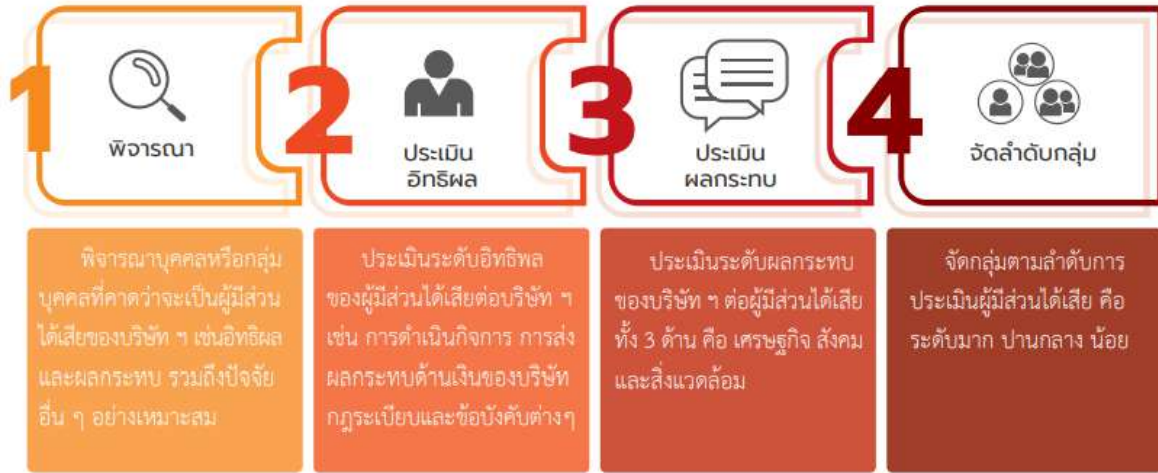 1
พิจารณา
2
ประเมิน
อิทธิผล
3
ประเมิน
ผลกระทบ
4
จัดลำดับกลุ่ม
พิจารณาบุคคลหรือกลุ่ม
บุคคลที่คาดว่าจะเป็นผู้มีส่วน
ได้เสียของบริษัท ฯ เช่นอิทธิผล
และผลกระทบ รวมถึงปัจจัย
อื่น ๆ อย่างเหมาะสม
ประเมินระดับอิทธิพล
ของผู้มีส่วนได้เสียต่อบริษัท ฯ
เช่น การดำเนินกิจการ การส่ง
ผลกระทบด้านเงินของบริษัท
กฎระเบียบและข้อบังคับต่างๆ
ประเมินระดับผลกระทบ
ของบริษัท ฯ ต่อผู้มีส่วนได้เสีย
ทั้ง 3 ด้าน คือ เศรษฐกิจ สังคม
และสิ่งแวดล้อม
จัดกลุ่มตามลำดับการ
ประเมินผู้มีส่วนได้เสีย คือ
ระดับมาก ปานกลาง น้อย